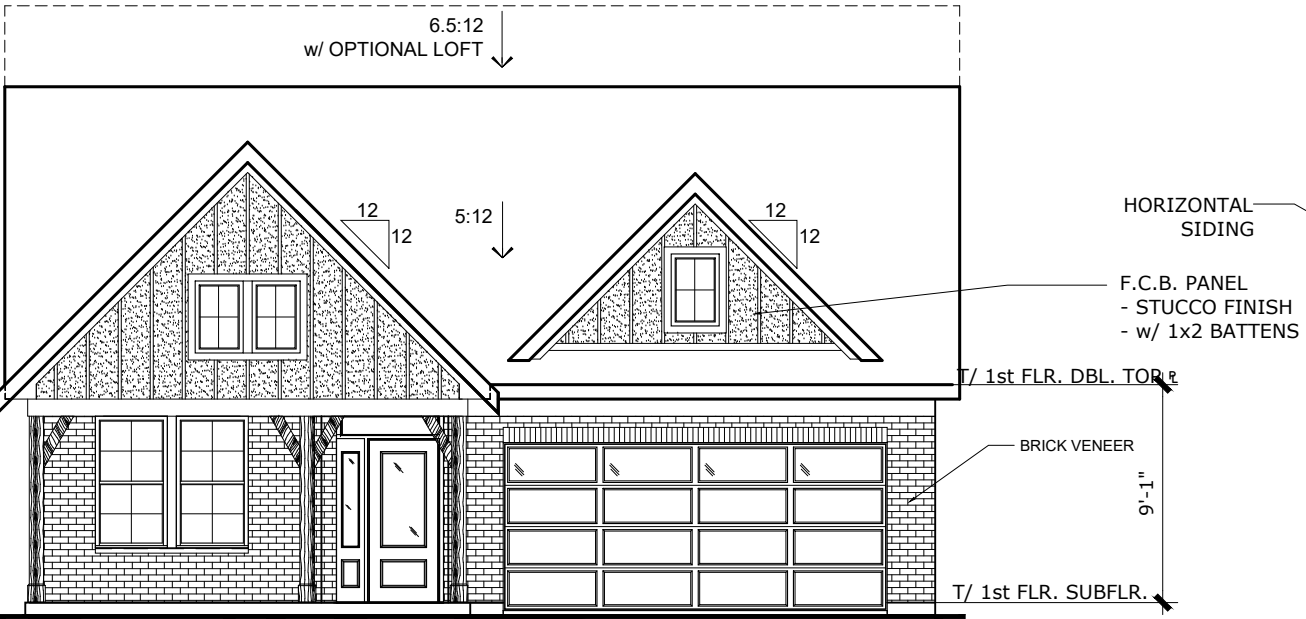 6.5:12
w/ OPTIONAL LOFT
12
12
5:12
12
12
HORIZONTAL
SIDING
F.C.B. PANEL
- STUCCO FINISH
- w/ 1x2 BATTENS
T/ 1st FLR. DBL. TOP
BRICK VENEER
9'-1"
T/ 1st FLR. SUBFLR.